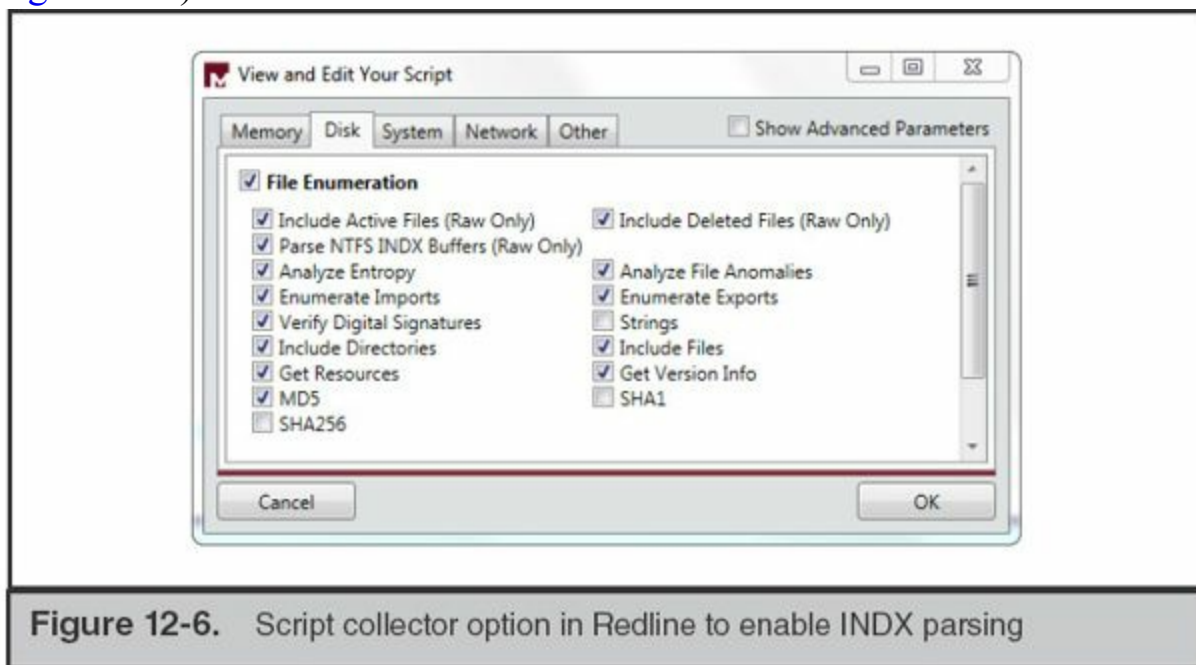 View and Edit Your Script
Memory Disk System Network Other Show Advanced Parameters
File Enumeration
Include Active Files (Raw Only) Include Deleted Files (Raw Only)
Parse NTFS INDX Buffers (Raw Only)
Analyze Entropy Analyze File Anomalies
Enumerate Imports Enumerate Exports
Verify Digital Signatures Strings
Include Directories Include Files
Get Resources Get Version Info
MD5 SHA1
SHA256
Cancel OK
Figure 12-6. Script collector option in Redline to enable INDX parsing